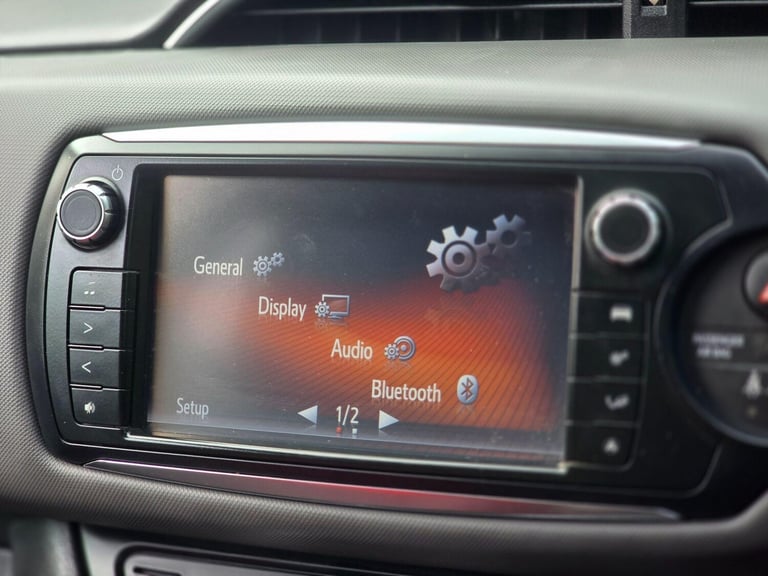 General
Display
Audio
Bluetooth
Setup
1/2